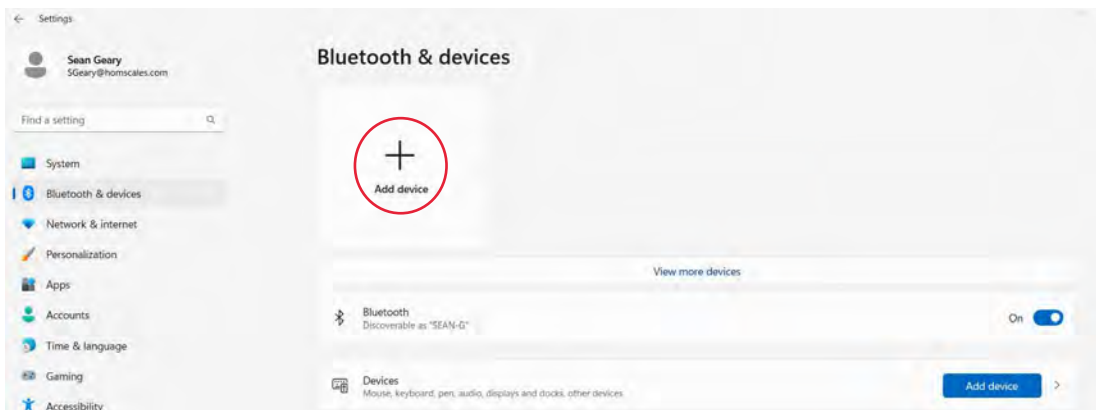 Settings
Sean Geary
SGeary@homscales.com
Find a setting
System
Bluetooth & devices
Network & internet
Personalization
Apps
Accounts
Time & language
Gaming
Accessibility
Bluetooth & devices
Add device
View more devices
Bluetooth
Discoverable as "SEAN-G"
On
Devices
Mouse, keyboard, pen, audio, displays and docks, other devices
Add device